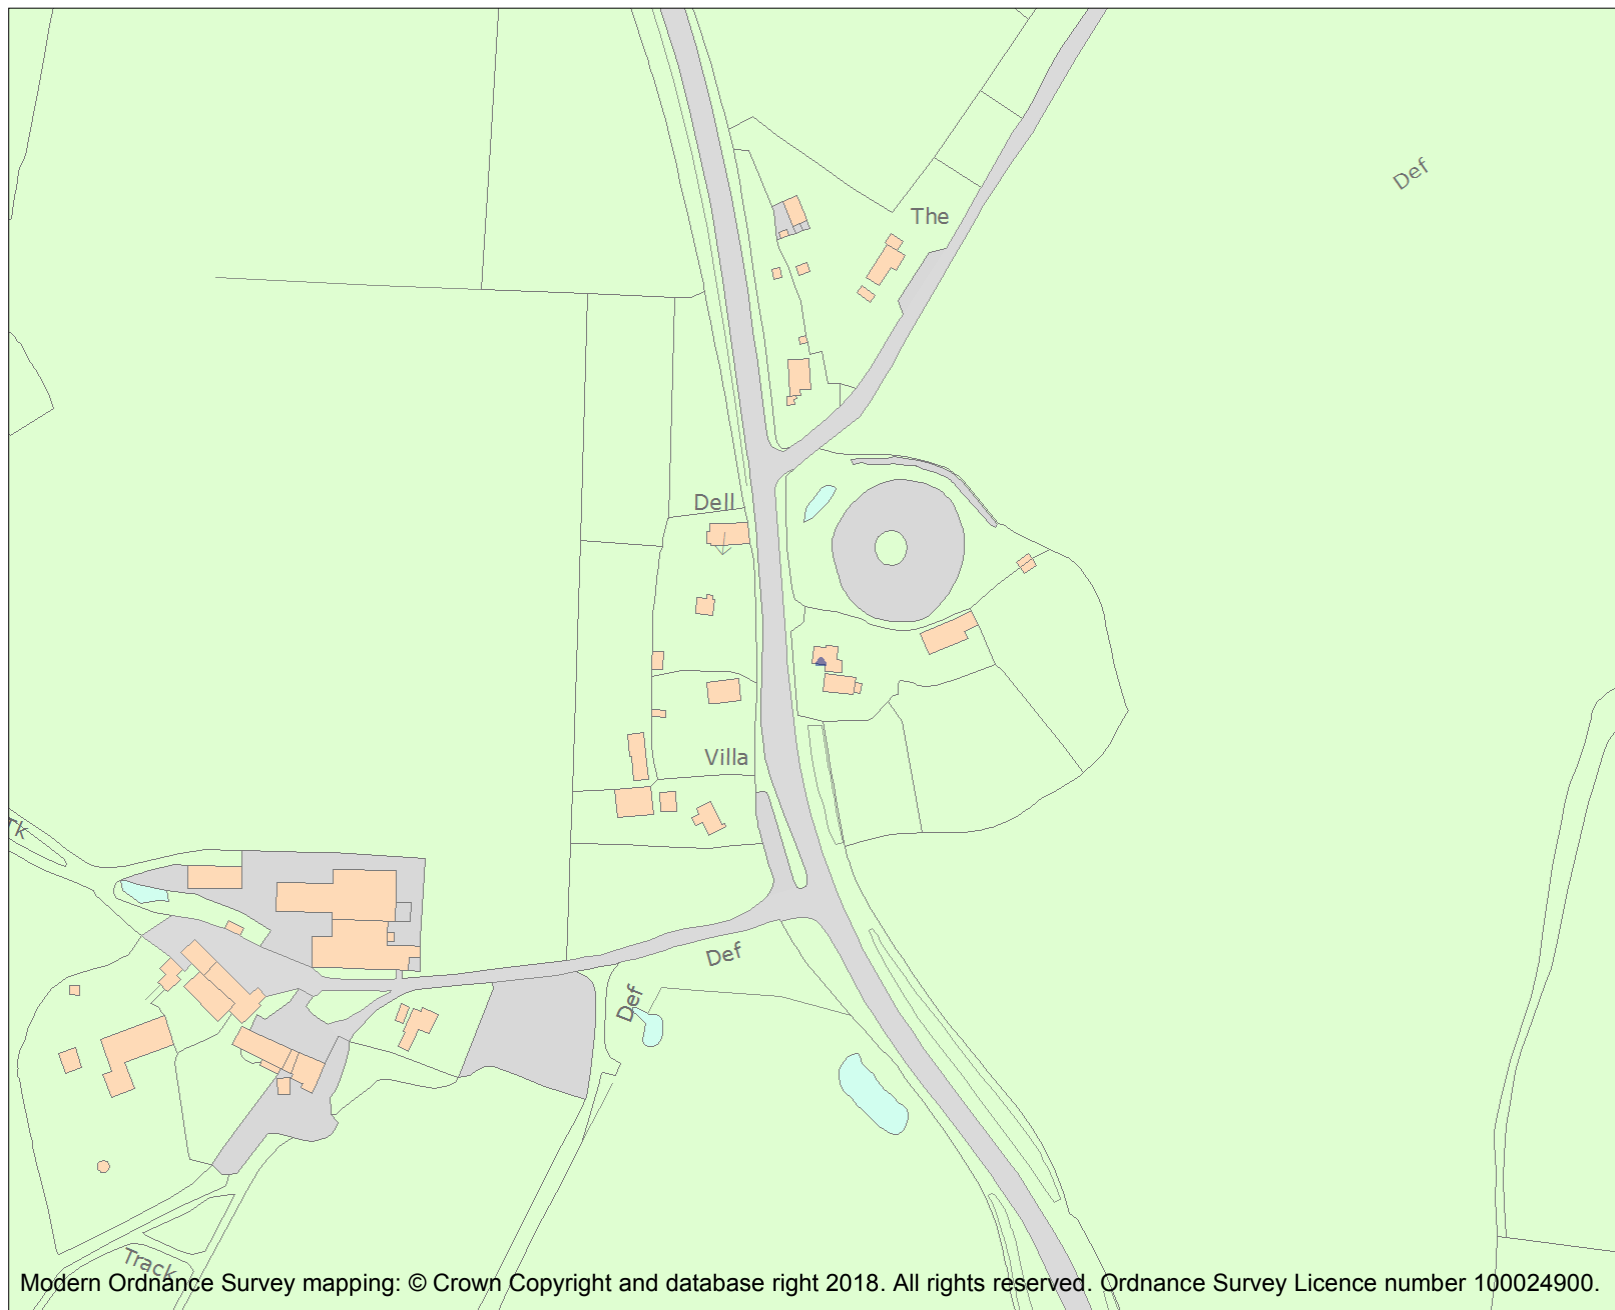 Def
The
Dell
Villa
rk
Def
Def
Track
Modern Ordnance Survey mapping: © Crown Copyright and database right 2018. All rights reserved. Ordnance Survey Licence number 100024900.